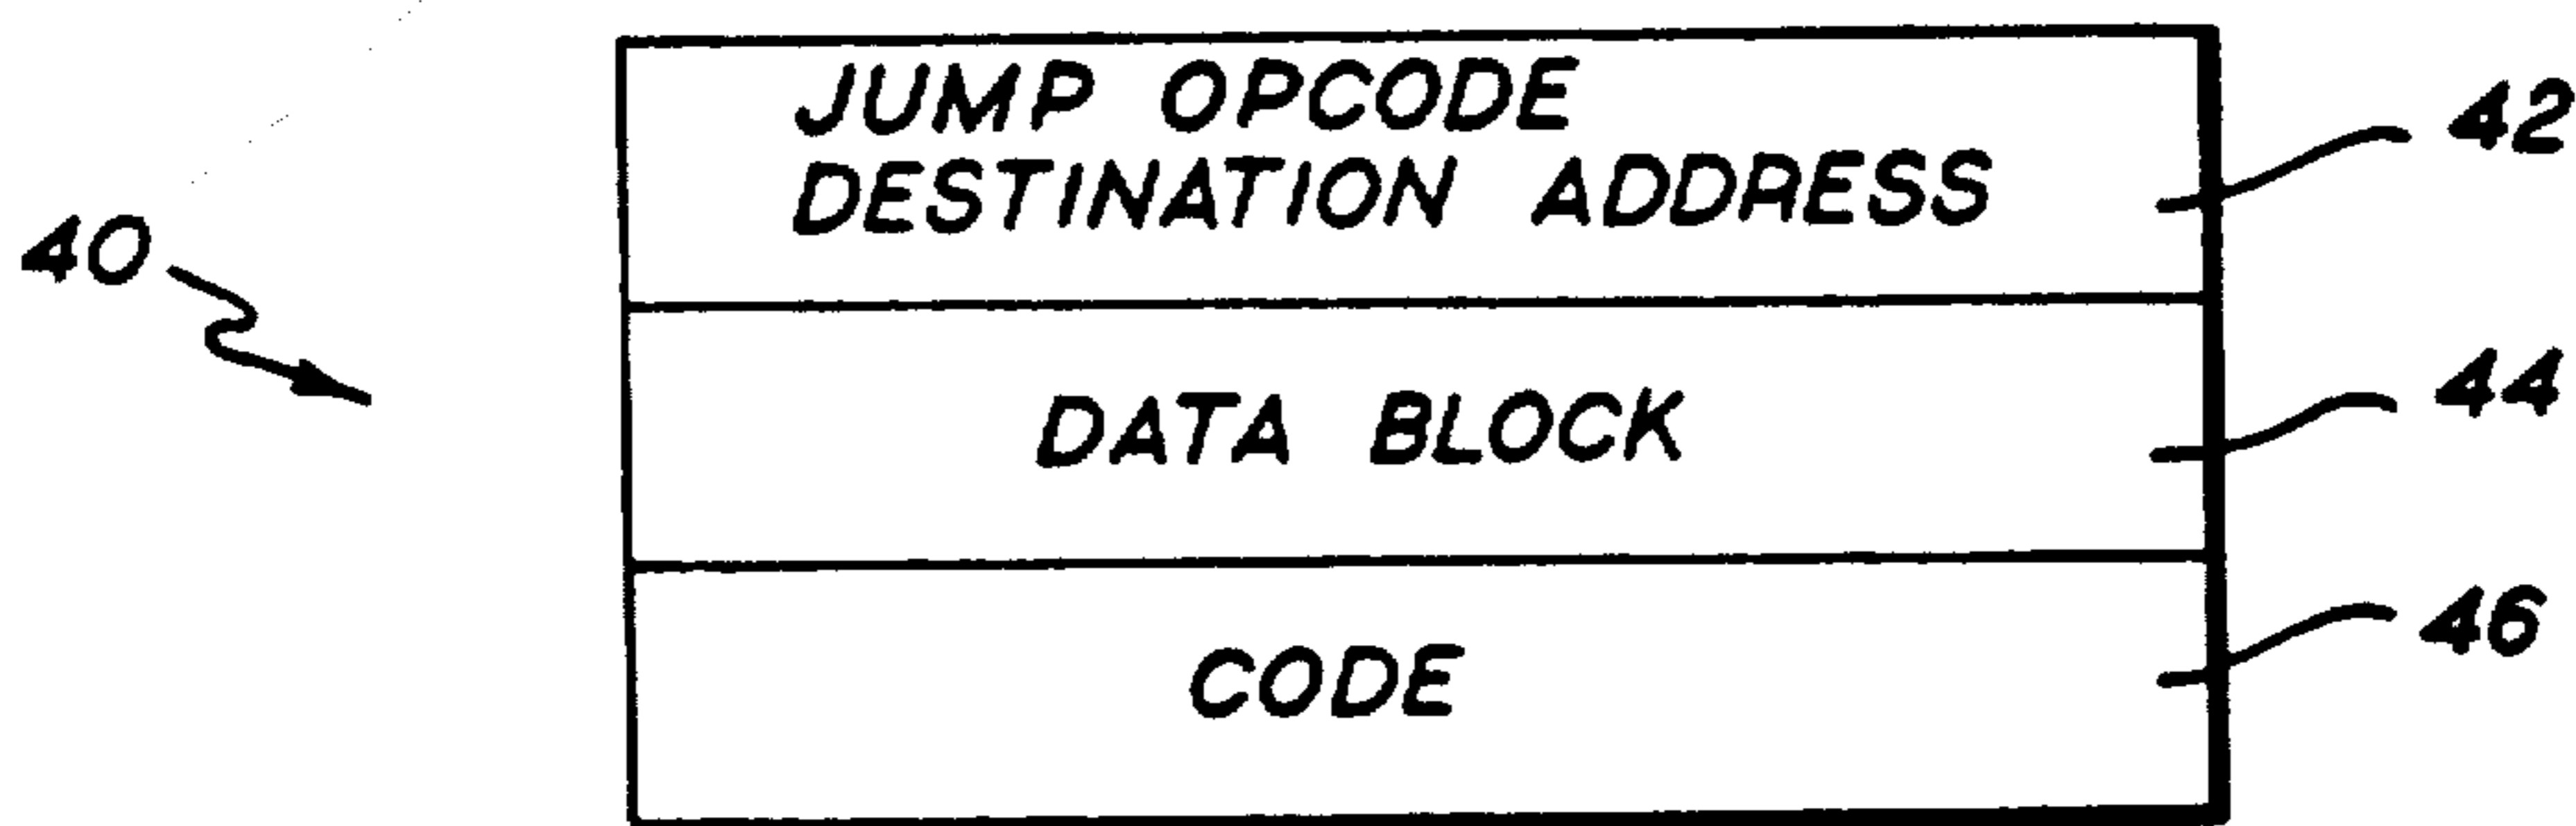 JUMP OPCODE
DESTINATION ADDRESS
42
40
DATA BLOCK
44
CODE
46